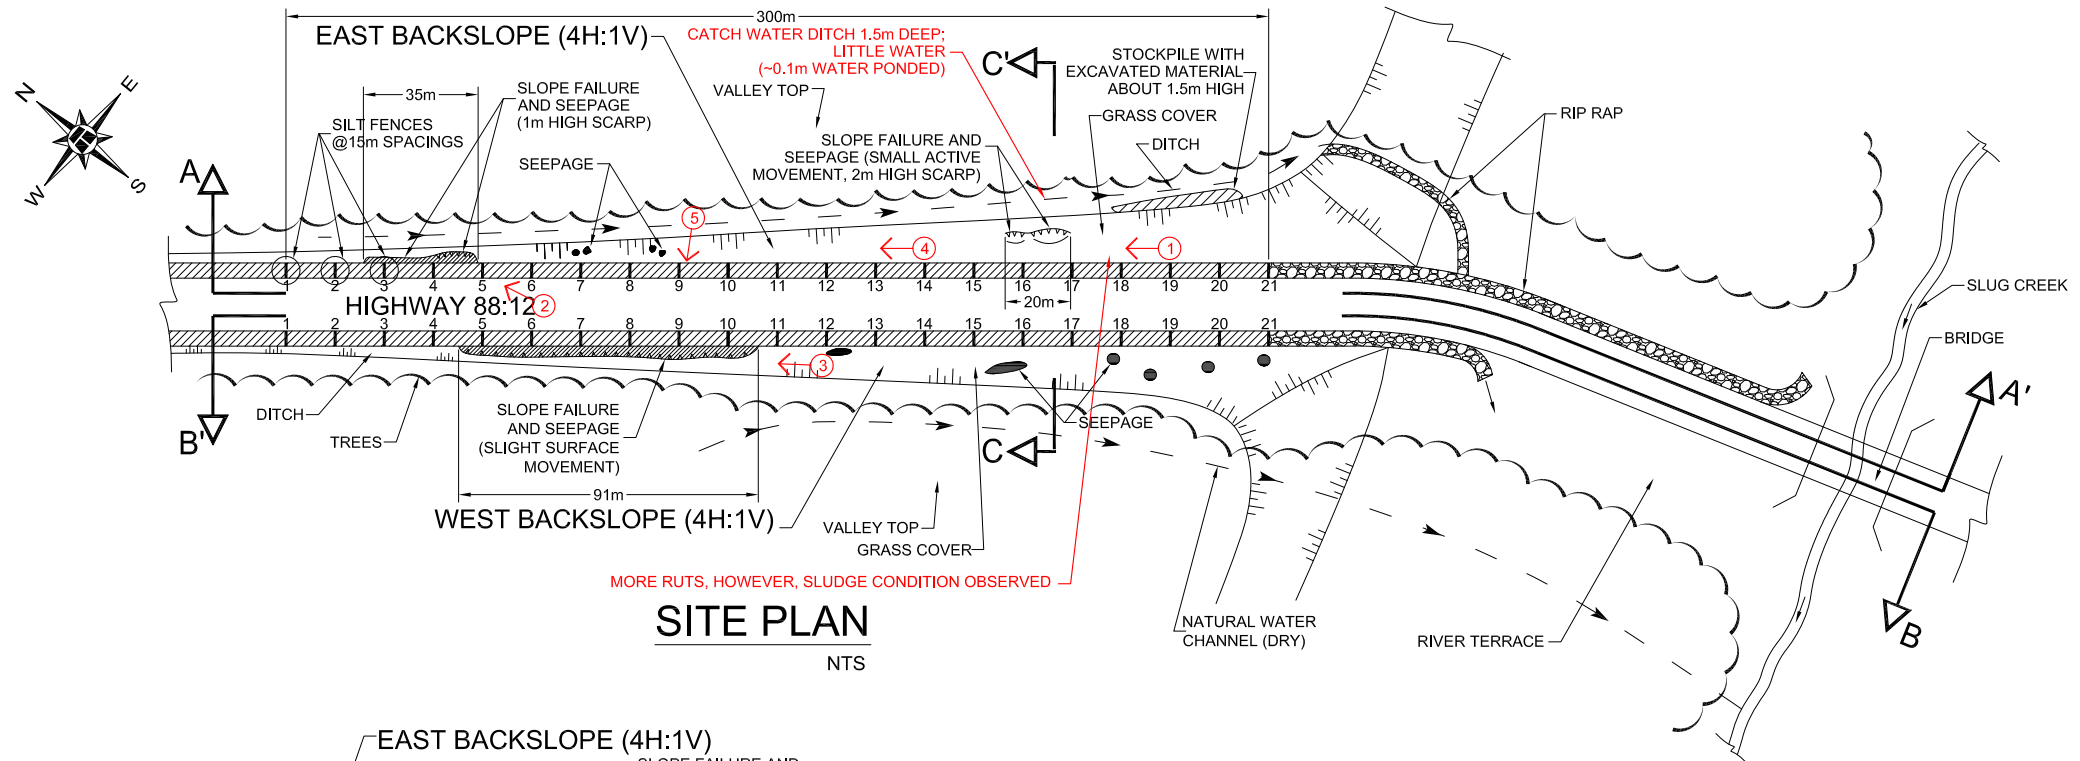 300m
EAST BACKSLOPE (4H:1V)
CATCH WATER DITCH 1.5m DEEP;
LITTLE WATER
(~0.1m WATER PONDED)
C'
STOCKPILE WITH
EXCAVATED MATERIAL
ABOUT 1.5m HIGH
N
E
W
S
35m
SLOPE FAILURE
AND SEEPAGE
(1m HIGH SCARP)
VALLEY TOP
GRASS COVER
RIP RAP
SILT FENCES
@15m SPACINGS
SEEPAGE
SLOPE FAILURE AND
SEEPAGE (SMALL ACTIVE
MOVEMENT, 2m HIGH SCARP)
DITCH
A
5
4
1
1 2 3 4 5 6 7 8 9 10 11 12 13 14 15 16 17 18 19 20 21
HIGHWAY 88:12
2
20m
SLUG CREEK
1 2 3 4 5 6 7 8 9 10 11 12 13 14 15 16 17 18 19 20 21
BRIDGE
3
A'
DITCH
TREES
B'
SLOPE FAILURE
AND SEEPAGE
(SLIGHT SURFACE
MOVEMENT)
SEEPAGE
C
91m
WEST BACKSLOPE (4H:1V)
VALLEY TOP
GRASS COVER
MORE RUTS, HOWEVER, SLUDGE CONDITION OBSERVED
SITE PLAN
NTS
NATURAL WATER
CHANNEL (DRY)
RIVER TERRACE
B
EAST BACKSLOPE (4H:1V)
SLOPE FAILURE AND